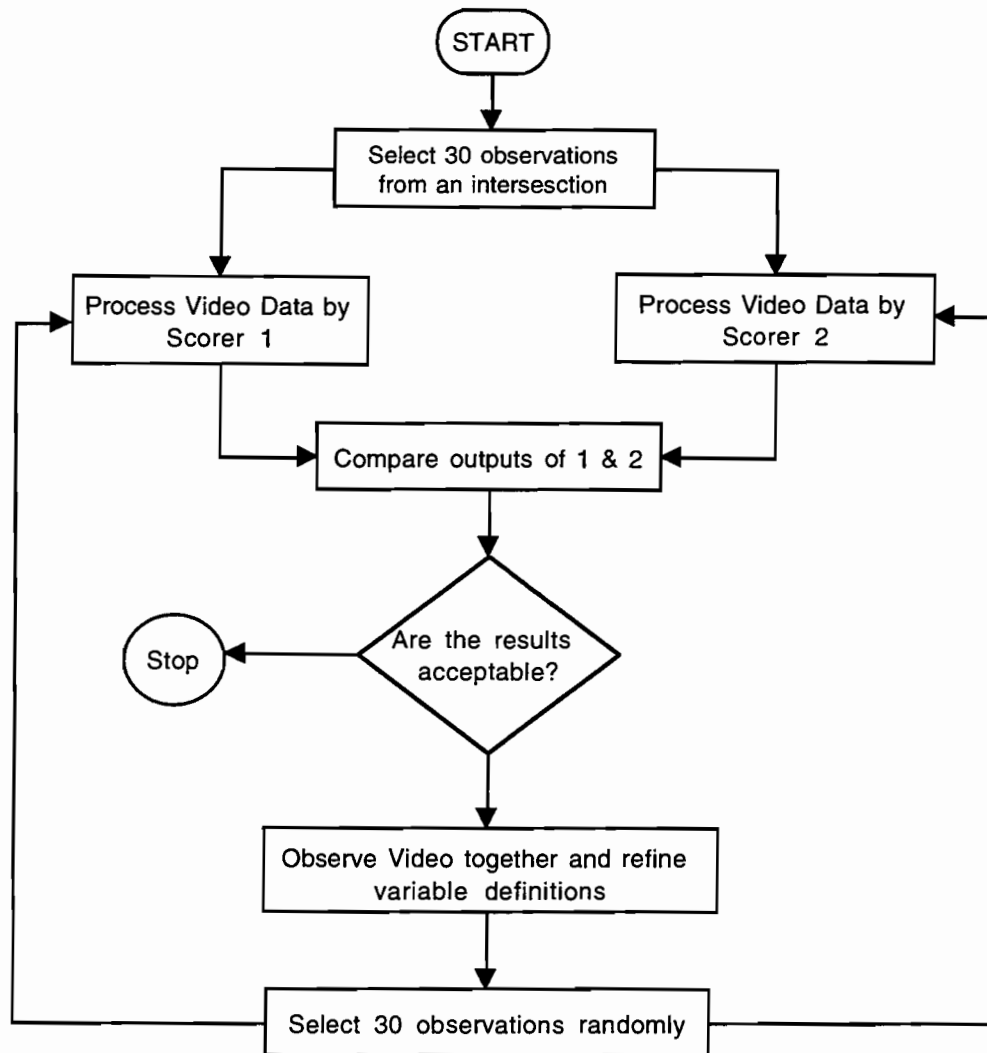 START
Select 30 observations
from an intersesction
Process Video Data by
Scorer 1
Process Video Data by
Scorer 2
Compare outputs of 1 & 2
Are the results
acceptable?
Stop
Observe Video together and refine
variable definitions
Select 30 observations randomly